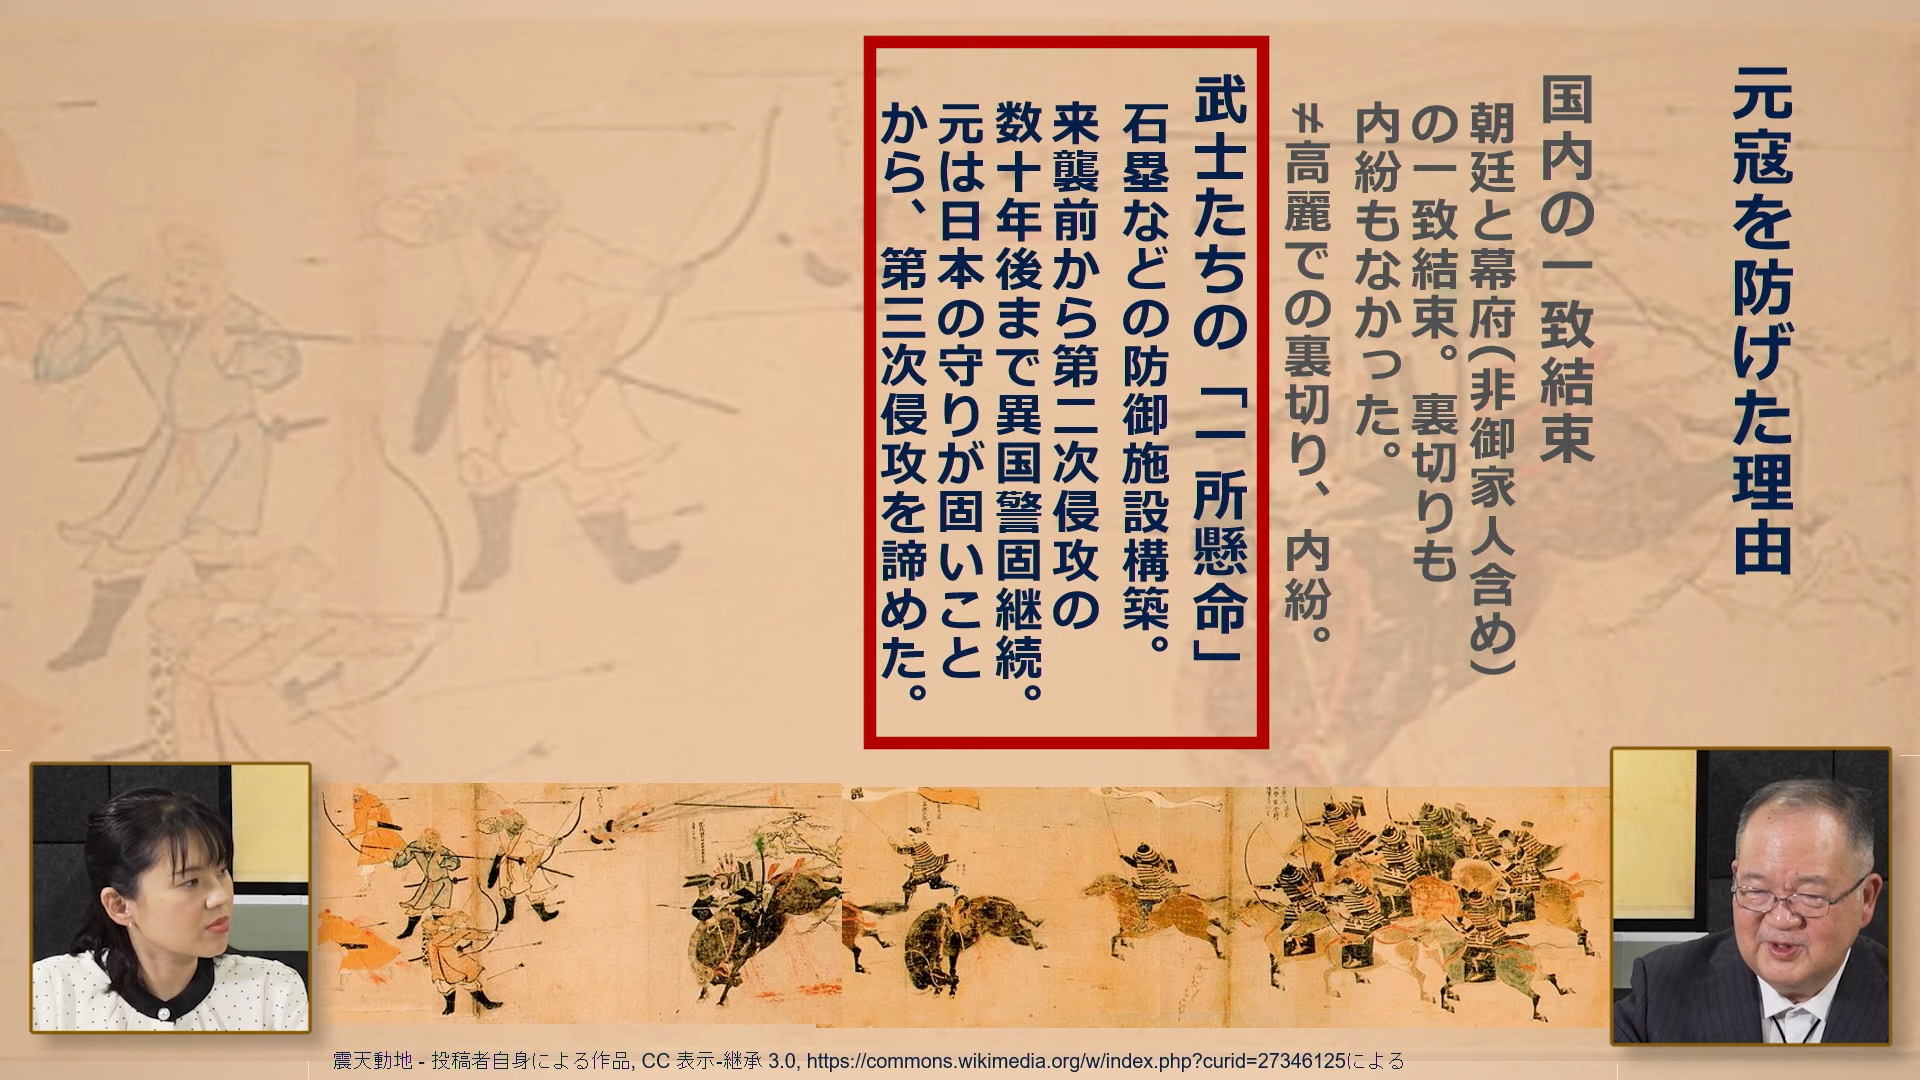 元寇を防げた理由
国内の一致結束
朝廷と幕府(非御家人含め)
の一致結束。裏切りも
内紛もなかった。
≠高麗での裏切り、内紛。
武士たちの「一所懸命」
石塁などの防御施設構築。
来襲前から第二次侵攻の
数十年後まで異国警固継続。
元は日本の守りが固いこと
から、第三次侵攻を諦めた。
震天動地 - 投稿者自身による作品, CC 表示-継承 3.0, https://commons.wikimedia.org/w/index.php?curid=27346125による